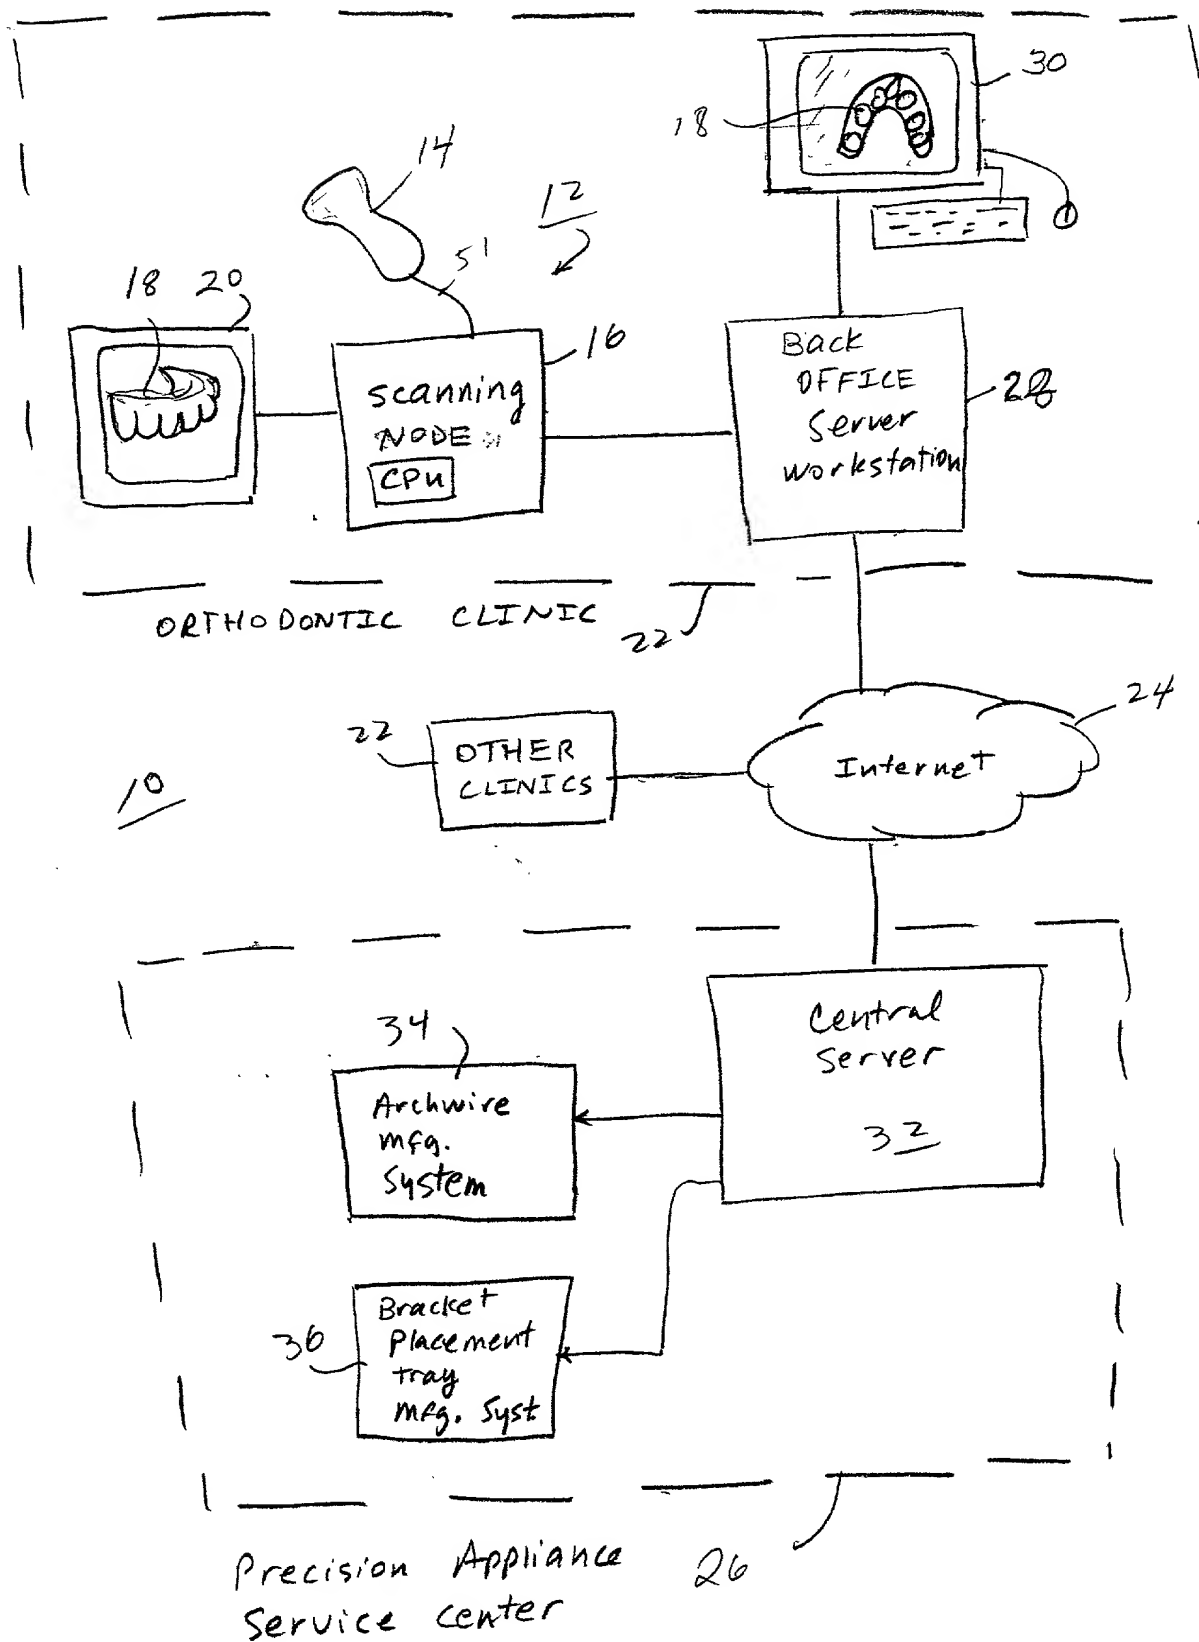 30
18
14
12
51
18 20
16
Back
OFFICE
Server
Workstation
28
Scanning
NODE
CPU
ORTHODONTIC CLINIC
22
24
22
OTHER
CLINICS
Internet
10
Central
Server
32
34
Archwire
mfg.
System
36
Bracket
Placement
tray
mfg. Syst
Precision Appliance
Service center
26